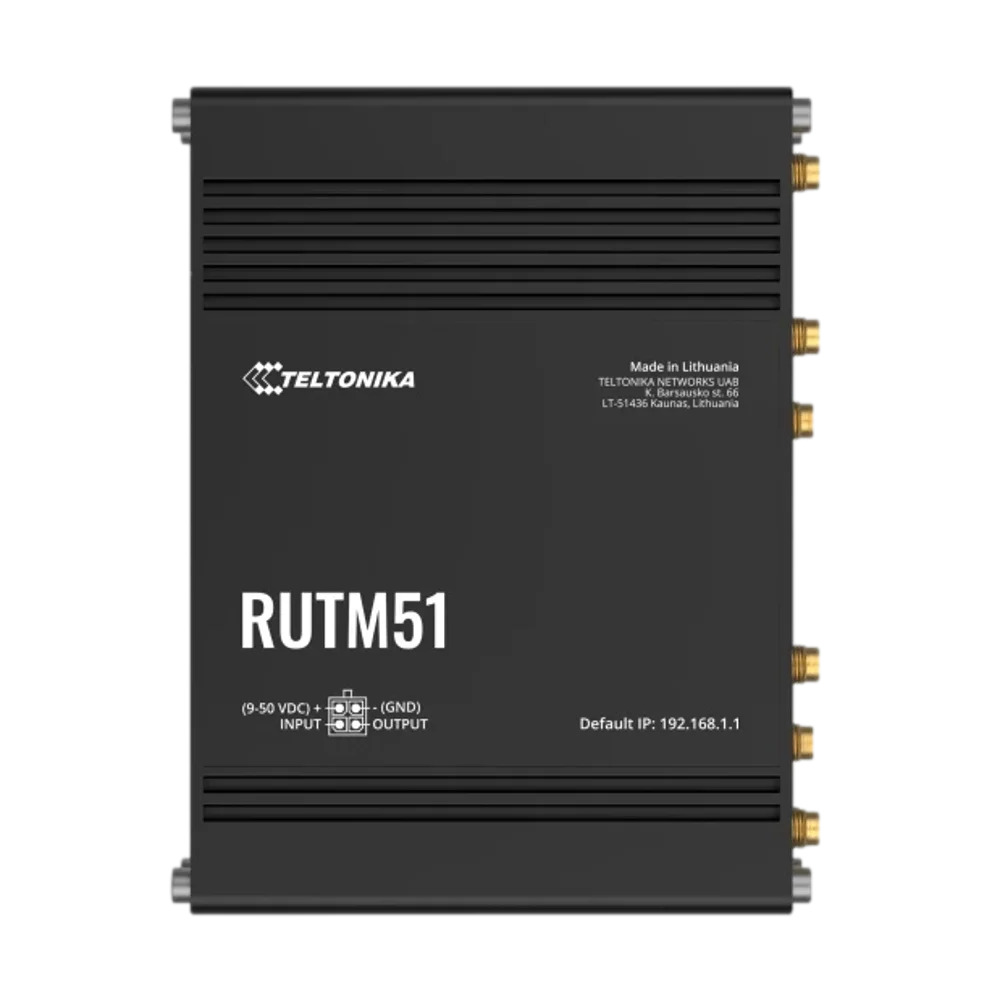 TELTONIKA
Made in Lithuania
TELTONIKA NETWORKS UAB
K. Barsausko st. 66
LT-51436 Kaunas, Lithuania
RUTM51
(9-50 VDC) + - (GND)
INPUT OUTPUT
Default IP: 192.168.1.1